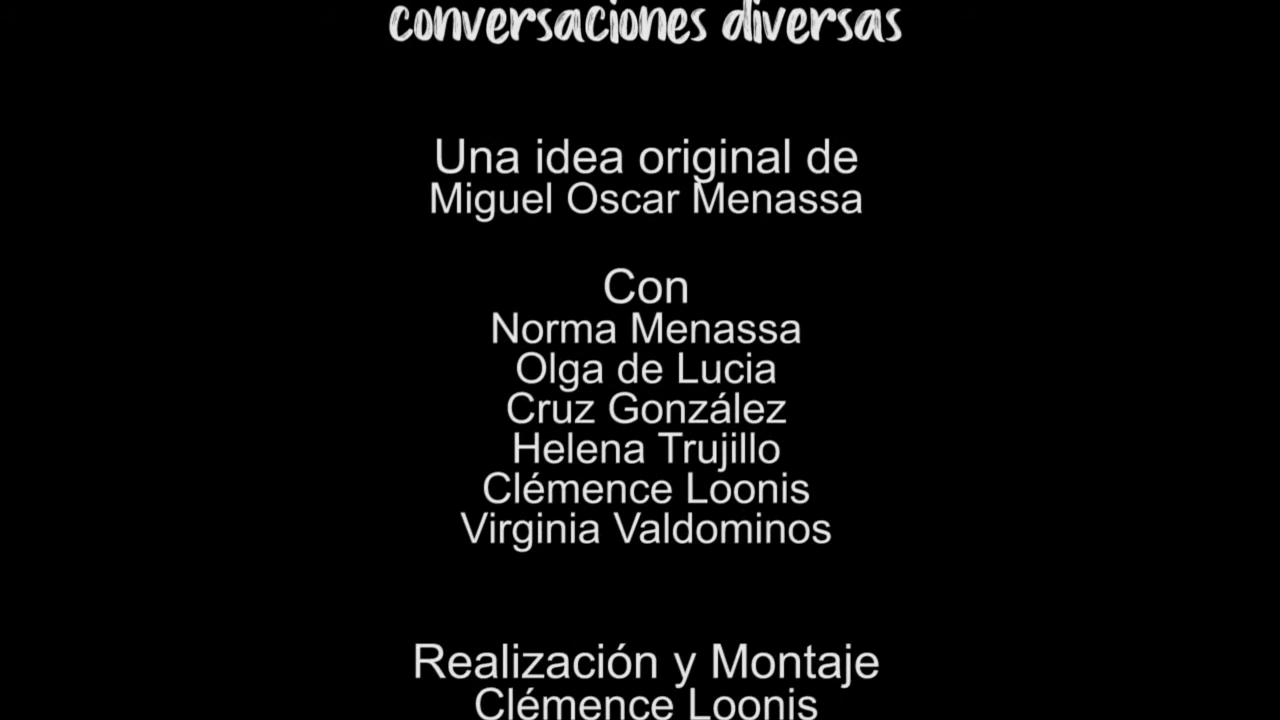 conversaciones diversas
Una idea original de
Miguel Oscar Menassa
Con
Norma Menassa
Olga de Lucia
Cruz González
Helena Trujillo
Clémence Loonis
Virginia Valdominos
Realización y Montaje
Clémence Loonis